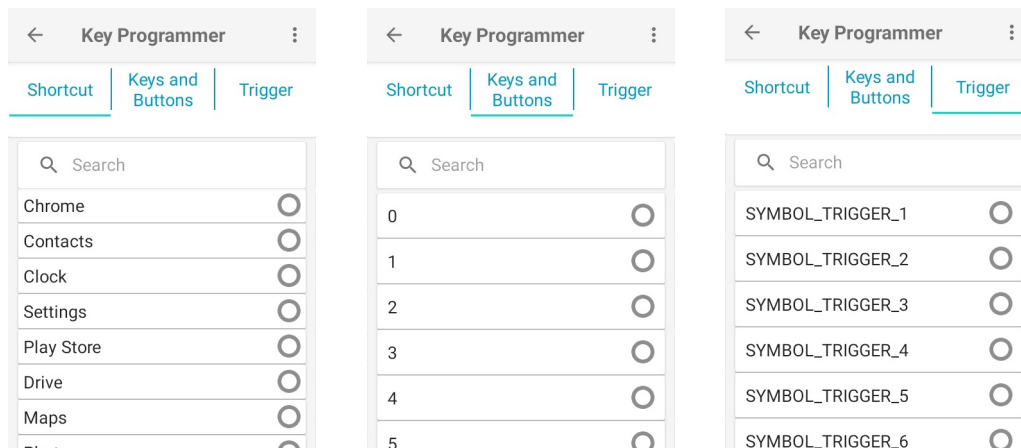 Key Programmer
Shortcut
Keys and
Buttons
Trigger
Search
Chrome
Contacts
Clock
Settings
Play Store
Drive
Maps
Key Programmer
Shortcut
Keys and
Buttons
Trigger
Search
0
1
2
3
4
5
Key Programmer
Shortcut
Keys and
Buttons
Trigger
Search
SYMBOL_TRIGGER_1
SYMBOL_TRIGGER_2
SYMBOL_TRIGGER_3
SYMBOL_TRIGGER_4
SYMBOL_TRIGGER_5
SYMBOL_TRIGGER_6